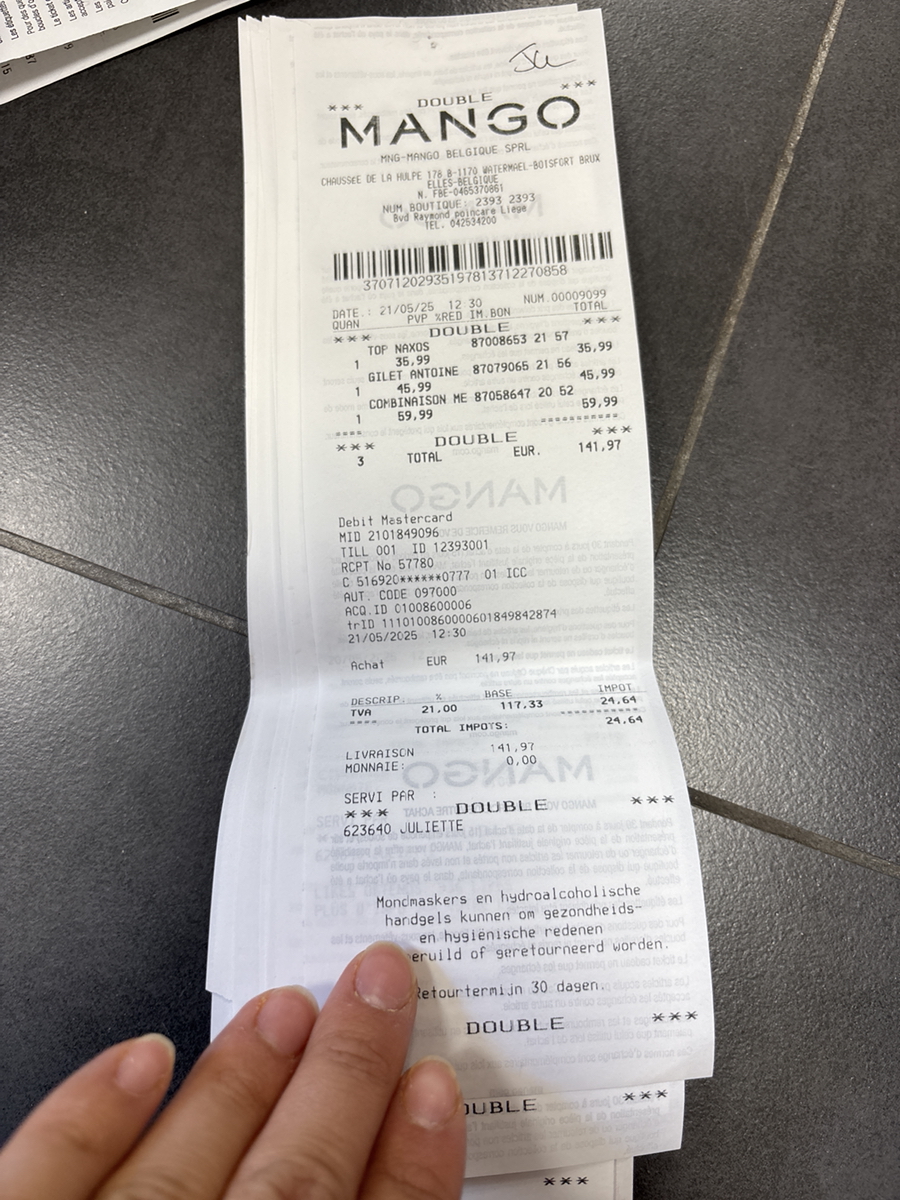 *** DOUBLE ***
MANGO
MNG-MANGO BELGIQUE SPRL
CHAUSSEE DE LA HULPE 178 B-1170 WATERMAEL-BOISFORT BRUX
ELLES-BELGIQUE
N. FBE-0465370861
NUM BOUTIQUE: 2393 2393
Bvd Raymond poincare Liege
TEL. 042534200
37071202935197813712270858
DATE.: 21/05/25 12 30 NUM.00009099
QUAN PVP %RED IM.BON TOTAL
*** DOUBLE ***
TOP NAXOS 87008653 21 57
1 35,99 35,99
GILET ANTOINE 87079065 21 56
1 45,99 45,99
COMBINAISON ME 87058647 20 52
1 59,99 59,99
==== ===========
*** DOUBLE ***
3 TOTAL EUR. 141,97
Debit Mastercard
MID 2101849096
TILL 001 ID 12393001
RCPT No 57780
C 516920******0777 01 ICC
AUT. CODE 097000
ACQ.ID 01008600006
trID 1110100860000601849842874
21/05/2025 12:30
Achat EUR 141,97
DESCRIP % BASE IMPOT
TVA 21,00 117,33 24,64
==== ===========
TOTAL IMPOTS: 24,64
LIVRAISON 141,97
MONNAIE: 0,00
SERVI PAR :
*** DOUBLE ***
623640 JULIETTE
Mondmaskers en hydroalcoholische
handgels kunnen om gezondheids-
en hygiënische redenen
eruild of geretourneerd worden.
Retourtermijn 30 dagen.
DOUBLE ***
OUBLE ***
***